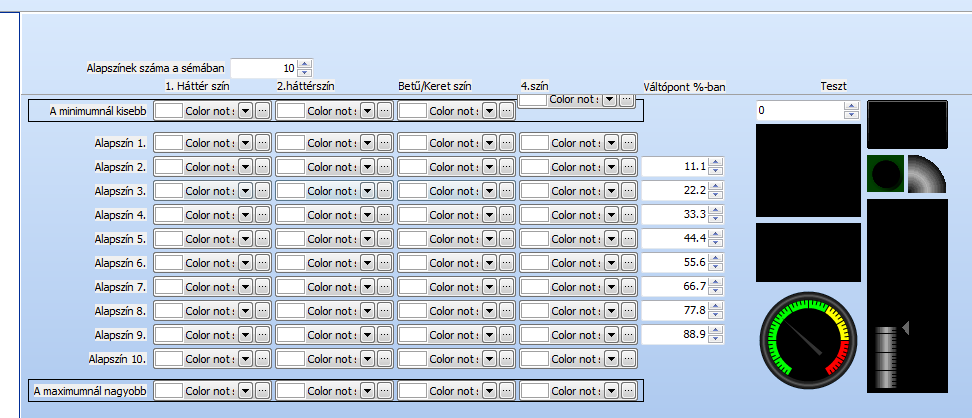 Alapszínek száma a sémában 10
1. Háttér szín 2.háttérszín Betű/Keret szín 4.szín Váltópont %-ban Teszt
A minimumnál kisebb Color not Color not Color not Color not 0
Alapszín 1. Color not Color not Color not Color not
Alapszín 2. Color not Color not Color not Color not 11.1
Alapszín 3. Color not Color not Color not Color not 22.2
Alapszín 4. Color not Color not Color not Color not 33.3
Alapszín 5. Color not Color not Color not Color not 44.4
Alapszín 6. Color not Color not Color not Color not 55.6
Alapszín 7. Color not Color not Color not Color not 66.7
Alapszín 8. Color not Color not Color not Color not 77.8
Alapszín 9. Color not Color not Color not Color not 88.9
Alapszín 10. Color not Color not Color not Color not
A maximumnál nagyobb Color not Color not Color not Color not